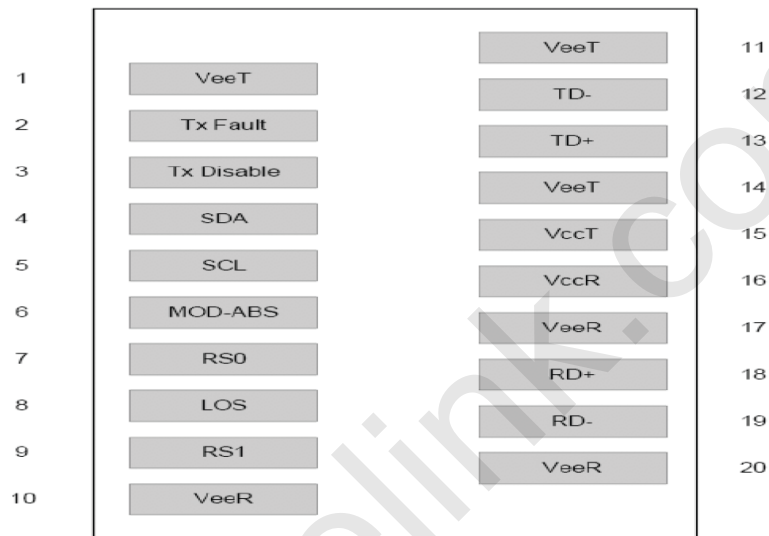 VeeT 11
1 VeeT
TD- 12
2 Tx Fault
TD+ 13
3 Tx Disable
VeeT 14
4 SDA
VccT 15
5 SCL
VccR 16
6 MOD-ABS
VeeR 17
7 RS0
RD+ 18
8 LOS
RD- 19
9 RS1
VeeR 20
10 VeeR
elink.co